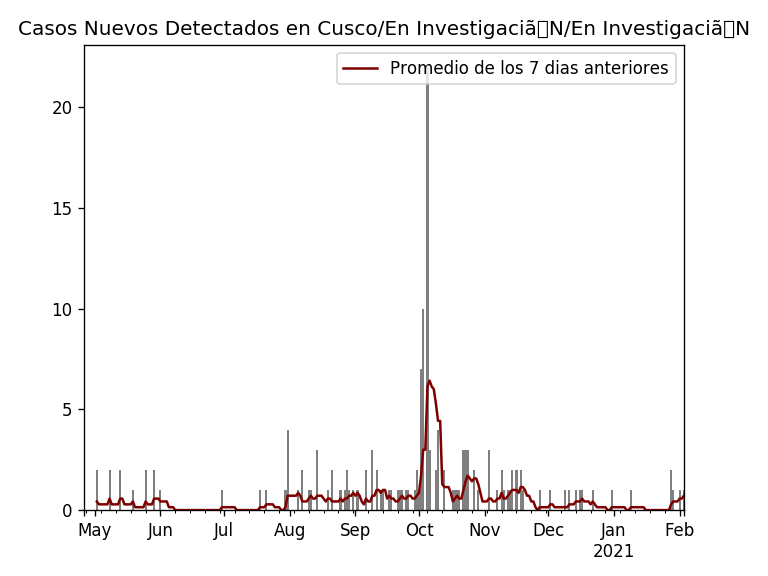 Casos Nuevos Detectados en Cusco/En Investigaciã▯N/En Investigaciã▯N
Promedio de los 7 dias anteriores
20
15
10
5
0
May Jun Jul Aug Sep Oct Nov Dec Jan Feb
2021